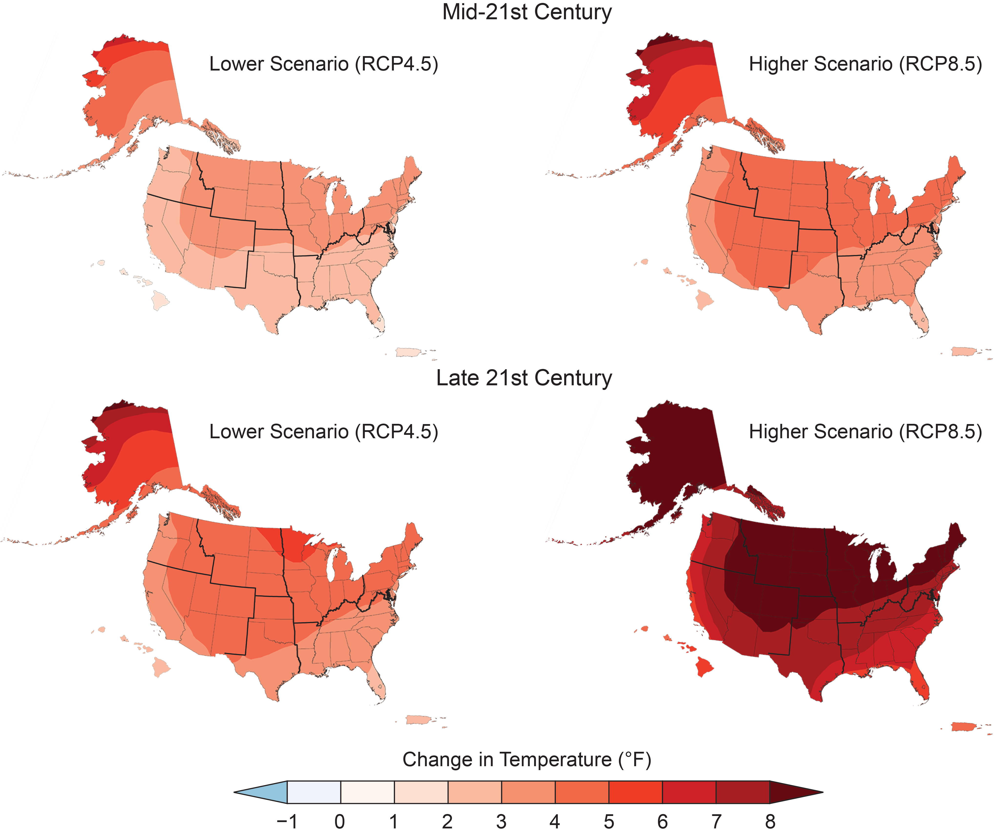 Mid-21st Century
Lower Scenario (RCP4.5)
Higher Scenario (RCP8.5)
Late 21st Century
Lower Scenario (RCP4.5)
Higher Scenario (RCP8.5)
Change in Temperature (°F)
−1 0 1 2 3 4 5 6 7 8